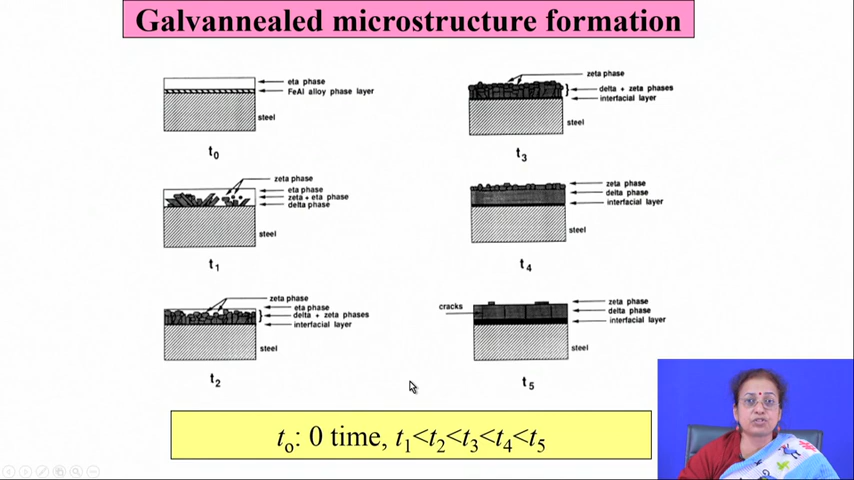 Galvannealed microstructure formation
eta phase
FeAl alloy phase layer
steel
t0
zeta phase
eta phase
zeta + eta phase
delta phase
steel
t1
zeta phase
eta phase
delta + zeta phases
interfacial layer
steel
t2
zeta phase
delta + zeta phases
interfacial layer
steel
t3
zeta phase
delta phase
interfacial layer
steel
t4
cracks
zeta phase
delta phase
interfacial layer
steel
t5
to: 0 time, t1<t2<t3<t4<t5